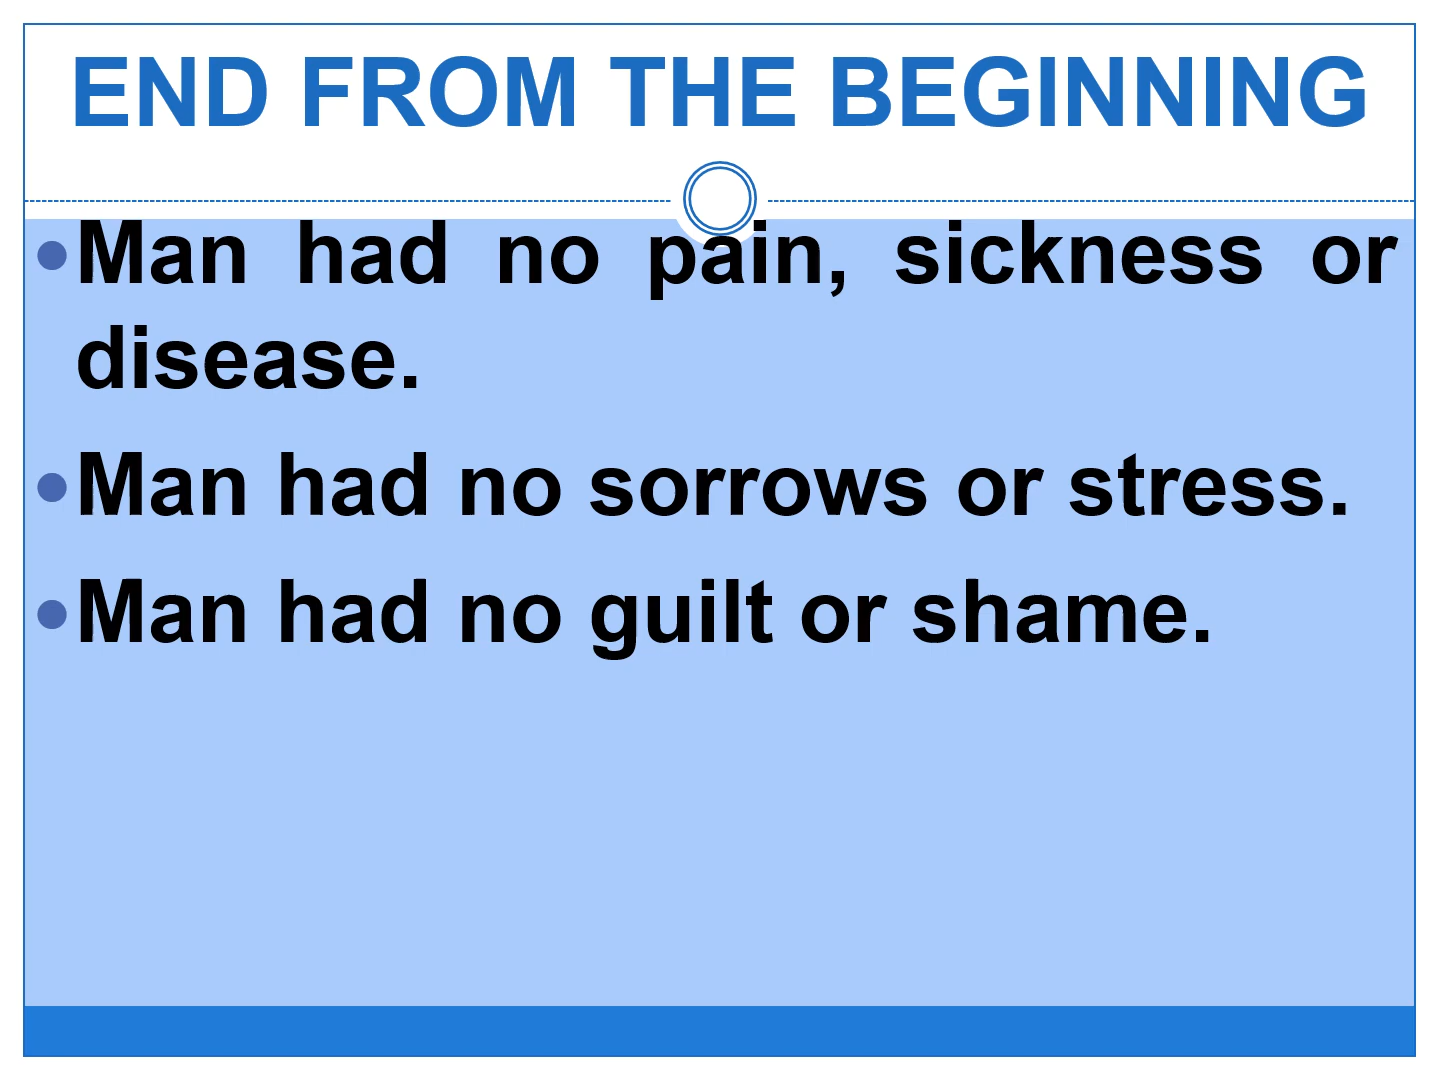 END FROM THE BEGINNING
•Man had no pain, sickness or
disease.
•Man had no sorrows or stress.
•Man had no guilt or shame.